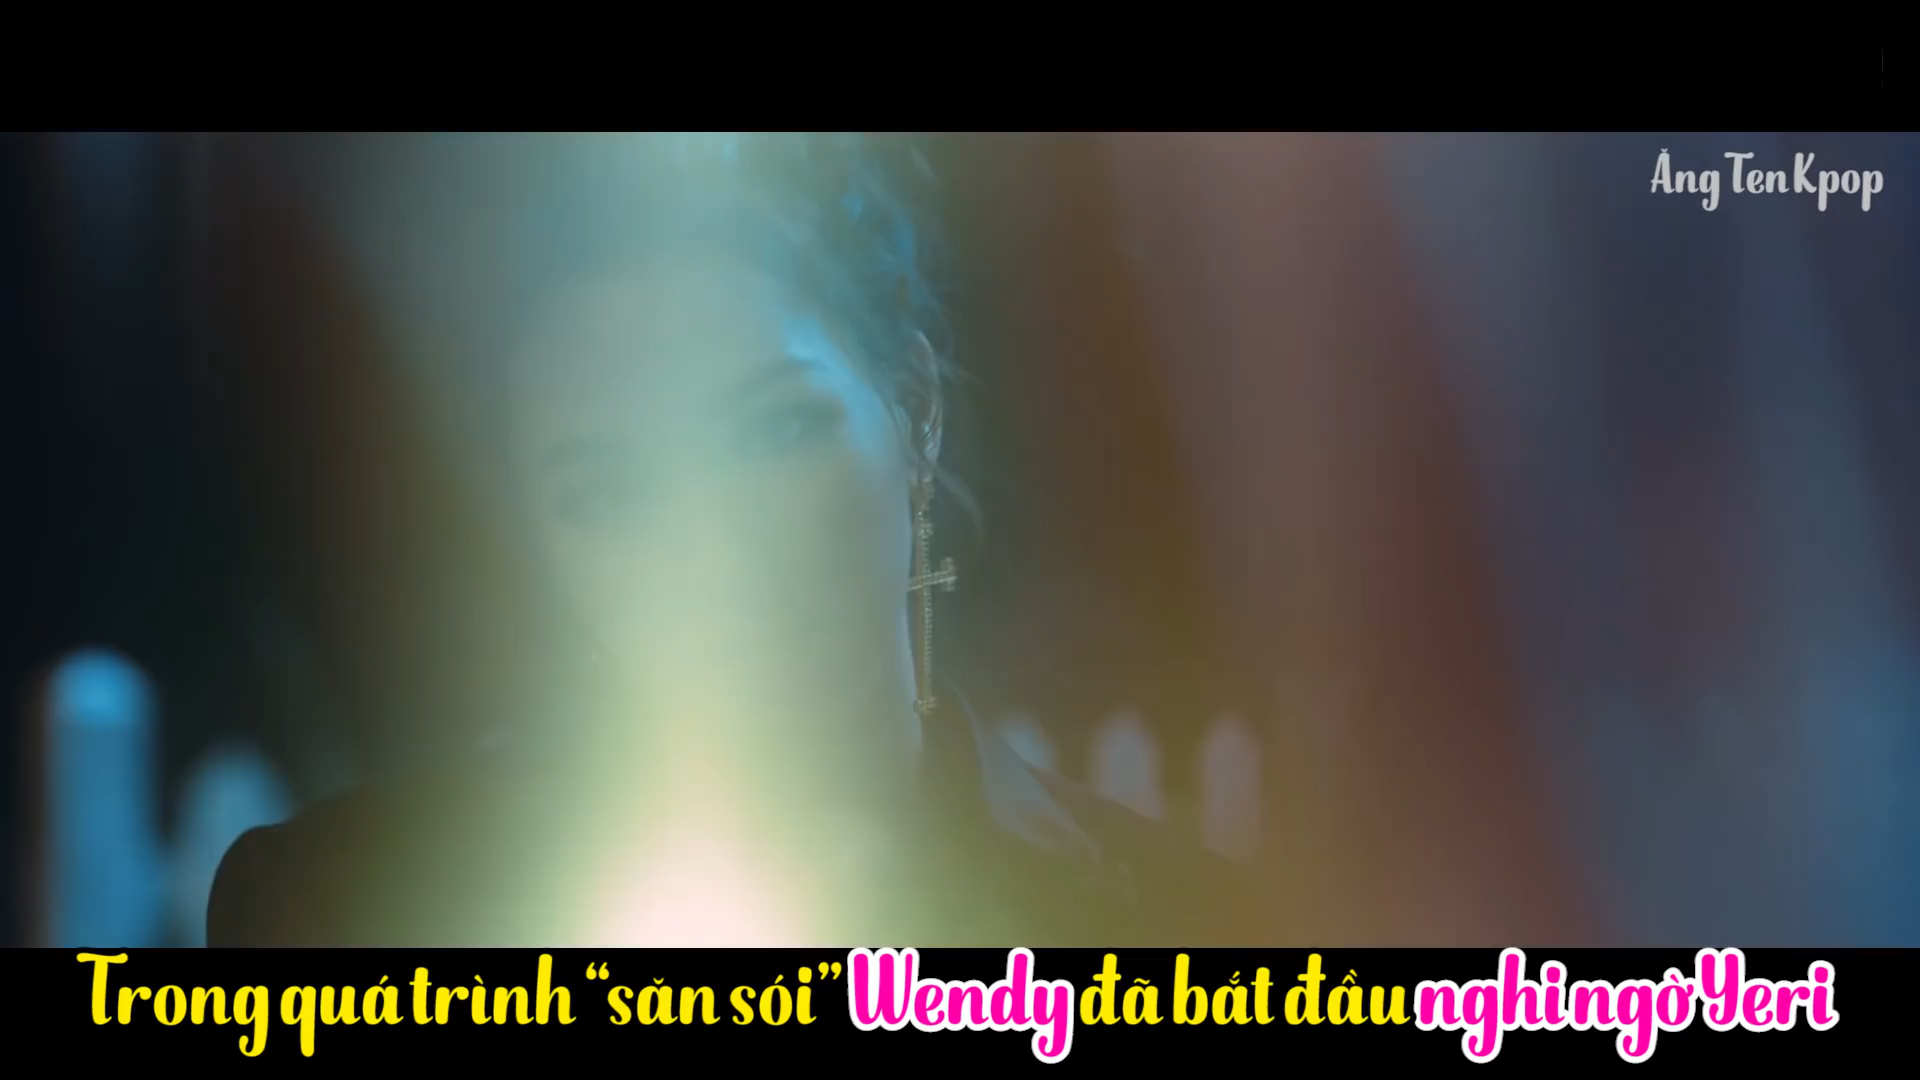 Ăng Ten Kpop
Trong quá trình “săn sói” Wendy đã bắt đầu nghi ngờ Yeri